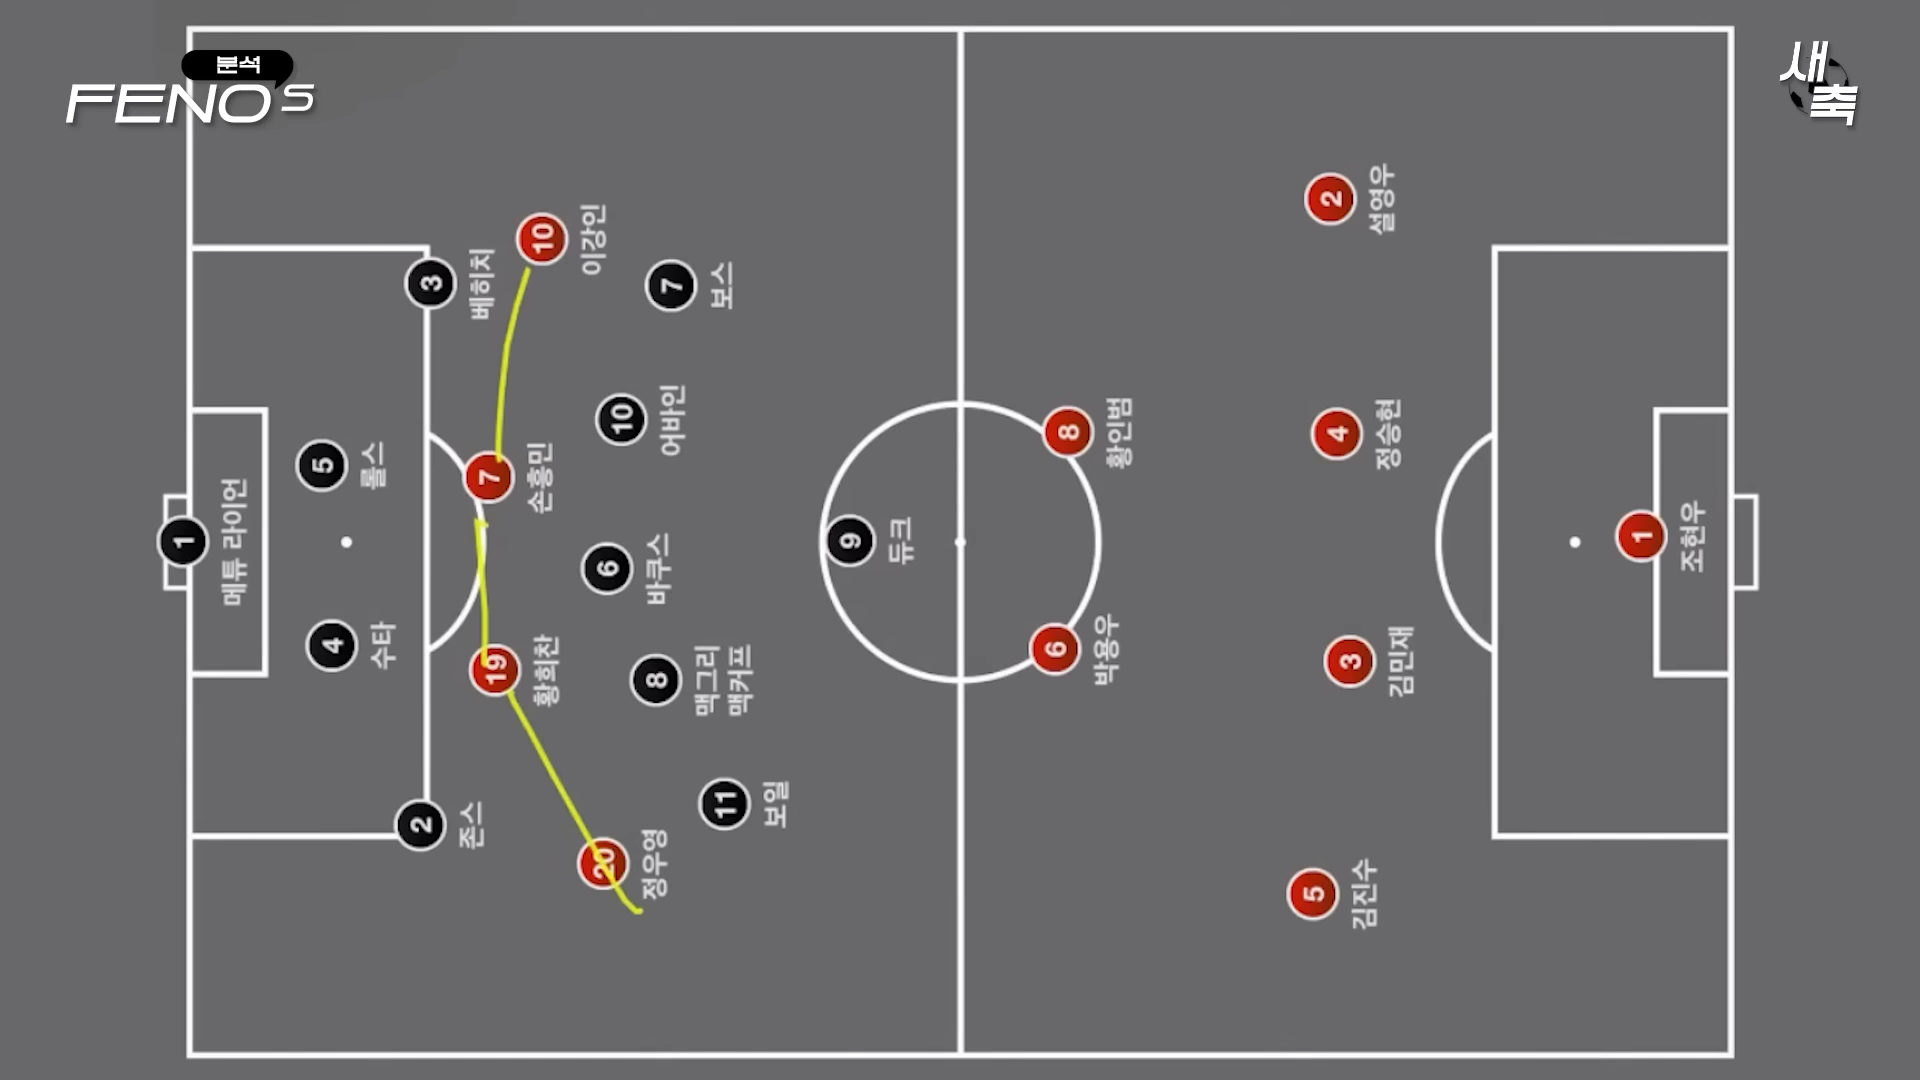 분석
FENO S
새축
3
베히치
10
이강인
7
보스
5
롤스
10
어바인
1
메튜 라이언
7
손흥민
9
듀크
6
바쿠스
4
수타
19
황희찬
8
맥그리
맥커프
2
존스
20
정우영
11
보일
2
설영우
8
황인범
4
정승현
1
조현우
6
박용우
3
김민재
5
김진수